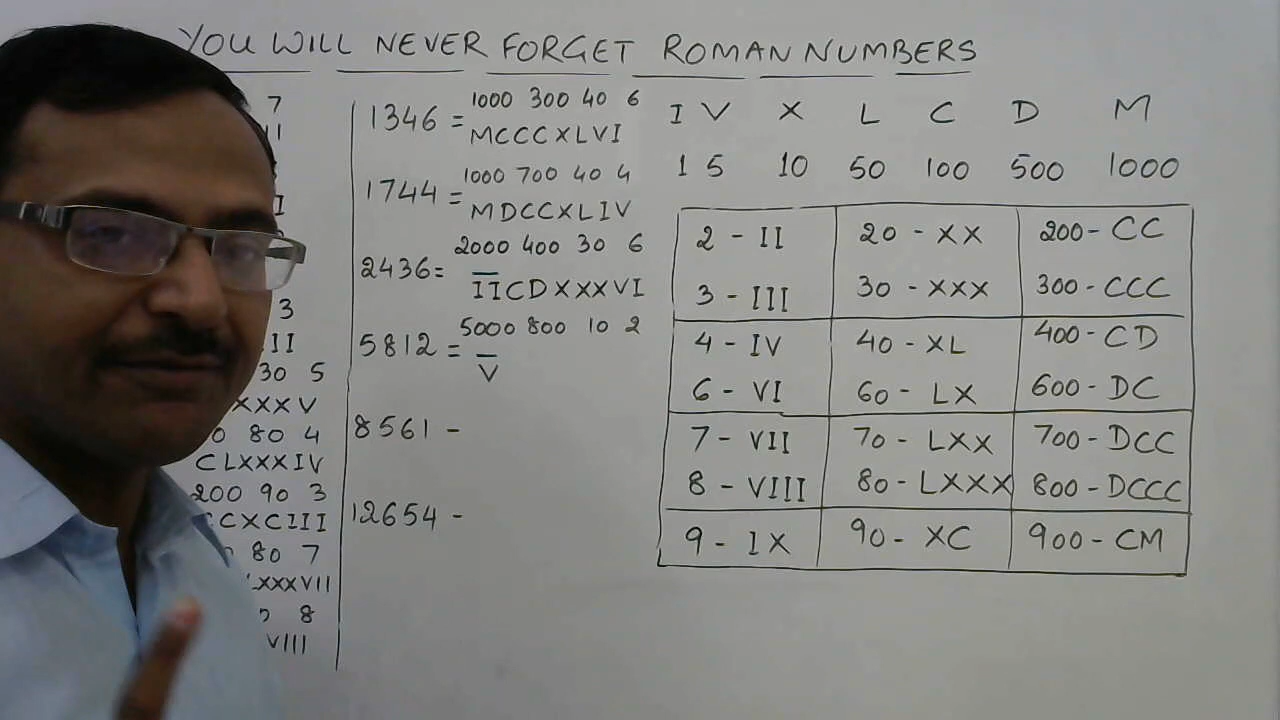 YOU WILL NEVER FORGET ROMAN NUMBERS
7
3
30 5
XXXV
80 4
CLXXXIV
200 90 3
CCXCIII
80 7
LXXXVII
8
VIII
1000 300 40 6
1346 = MCCCXLVI
1000 700 40 4
1744 = MDCCXLIV
2000 400 30 6
2436 = I̅I̅CDXXXVI
5000 800 10 2
5812 = V̅
8561 -
12654 -
I V X L C D M
1 5 10 50 100 500 1000
2 - II 20 - XX 200 - CC
3 - III 30 - XXX 300 - CCC
4 - IV 40 - XL 400 - CD
6 - VI 60 - LX 600 - DC
7 - VII 70 - LXX 700 - DCC
8 - VIII 80 - LXXX 800 - DCCC
9 - IX 90 - XC 900 - CM